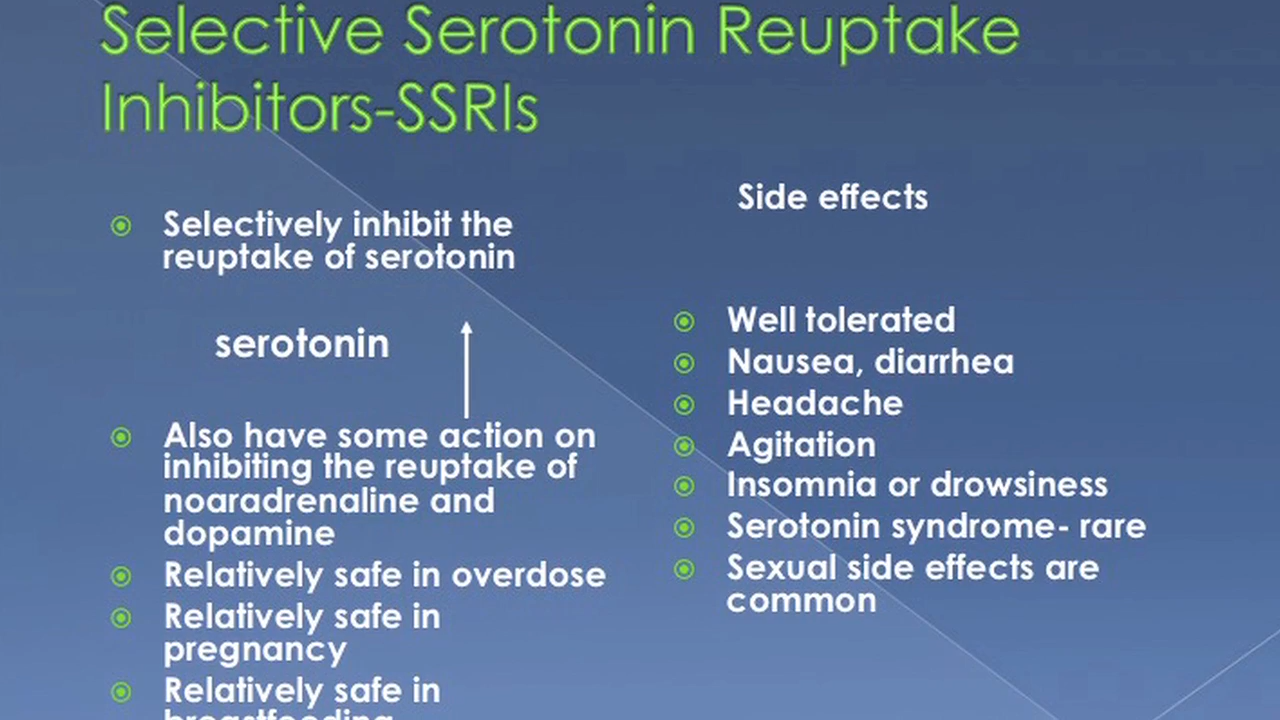 Selective Serotonin Reuptake
Inhibitors-SSRIs
Selectively inhibit the
reuptake of serotonin
serotonin
Also have some action on
inhibiting the reuptake of
noaradrenaline and
dopamine
Relatively safe in overdose
Relatively safe in
pregnancy
Relatively safe in
breastfeeding
Side effects
Well tolerated
Nausea, diarrhea
Headache
Agitation
Insomnia or drowsiness
Serotonin syndrome- rare
Sexual side effects are
common